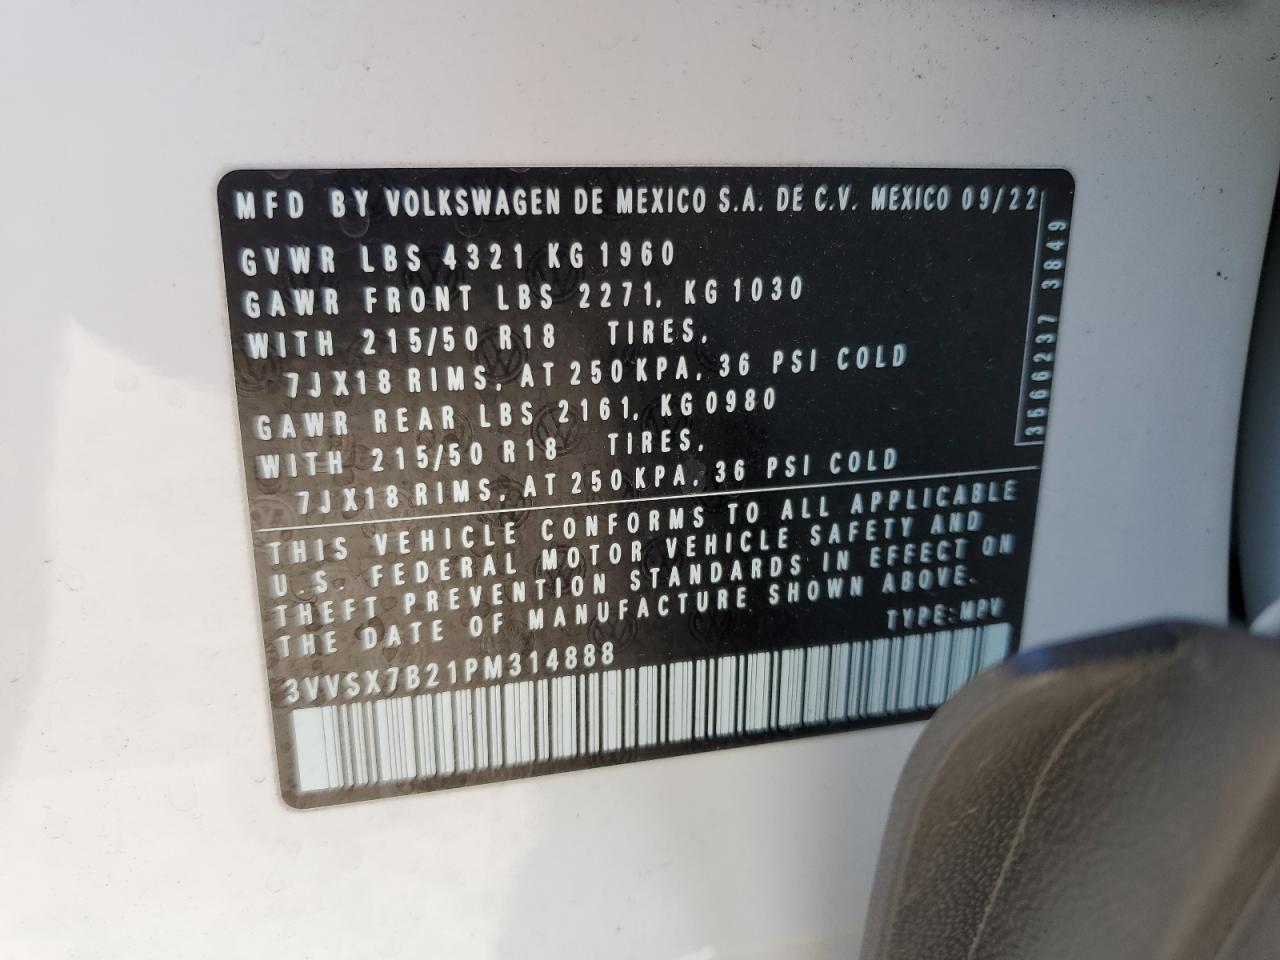 MFD BY VOLKSWAGEN DE MEXICO S.A. DE C.V. MEXICO 09/22
GVWR LBS 4321 KG 1960
GAWR FRONT LBS 2271, KG 1030
WITH 215/50 R18 TIRES,
7JX18 RIMS, AT 250 KPA, 36 PSI COLD
GAWR REAR LBS 2161, KG 0980
WITH 215/50 R18 TIRES,
7JX18 RIMS, AT 250 KPA, 36 PSI COLD
3566237 3849
THIS VEHICLE CONFORMS TO ALL APPLICABLE
U.S. FEDERAL MOTOR VEHICLE SAFETY AND
THEFT PREVENTION STANDARDS IN EFFECT ON
THE DATE OF MANUFACTURE SHOWN ABOVE.
TYPE: MPV
3VVSX7B21PM314888